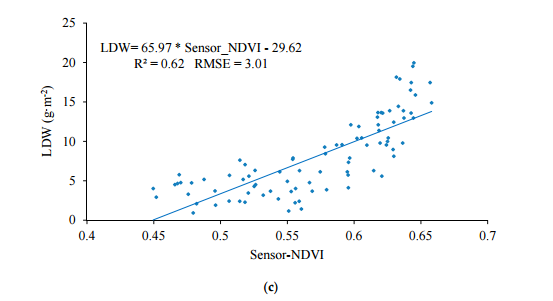 25
LDW= 65.97 * Sensor_NDVI - 29.62
20
R² = 0.62 RMSE = 3.01
15
LDW (g·m⁻²)
10
5
0
0.4 0.45 0.5 0.55 0.6 0.65 0.7
Sensor-NDVI
(c)